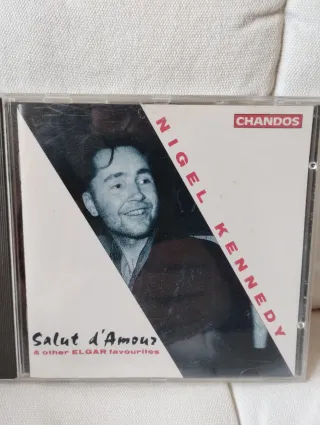 CHANDOS
NIGEL KENNEDY
Salut d'Amour
& other ELGAR favourites